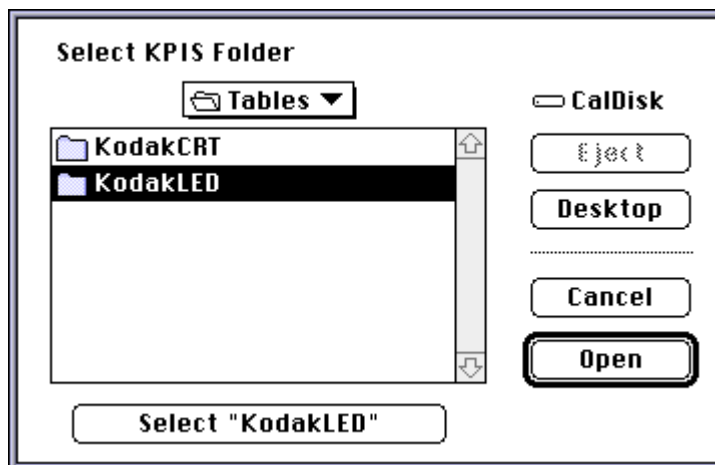 Select KPIS Folder
Tables
CalDisk
KodakCRT
KodakLED
Eject
Desktop
Cancel
Open
Select "KodakLED"